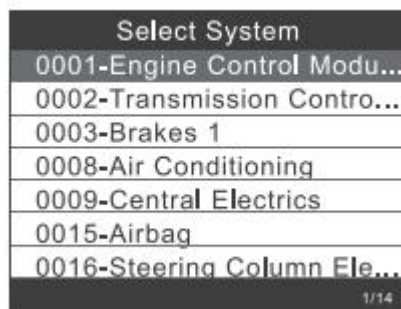 Select System
0001-Engine Control Modu...
0002-Transmission Contro...
0003-Brakes 1
0008-Air Conditioning
0009-Central Electrics
0015-Airbag
0016-Steering Column Ele...
1/14